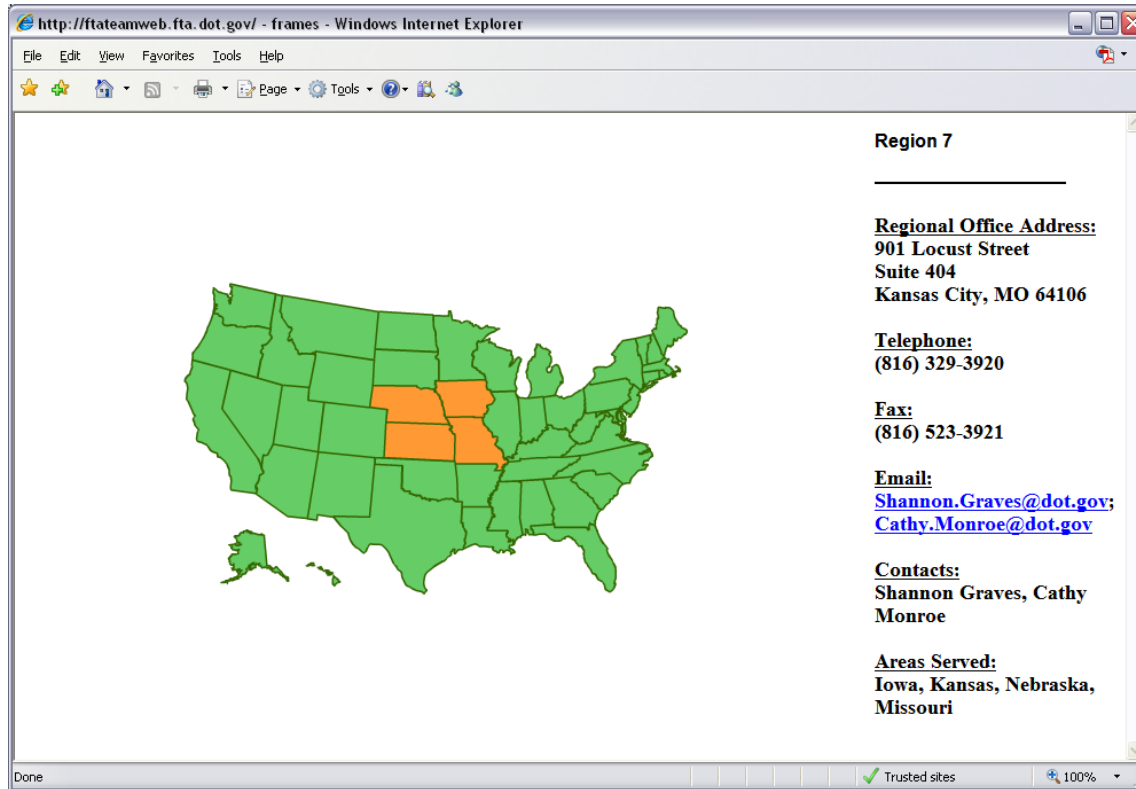 http://ftateamweb.fta.dot.gov/ - frames - Windows Internet Explorer
File Edit View Favorites Tools Help
Page Tools
Region 7
Regional Office Address:
901 Locust Street
Suite 404
Kansas City, MO 64106
Telephone:
(816) 329-3920
Fax:
(816) 523-3921
Email:
Shannon.Graves@dot.gov;
Cathy.Monroe@dot.gov
Contacts:
Shannon Graves, Cathy
Monroe
Areas Served:
Iowa, Kansas, Nebraska,
Missouri
Done Trusted sites 100%